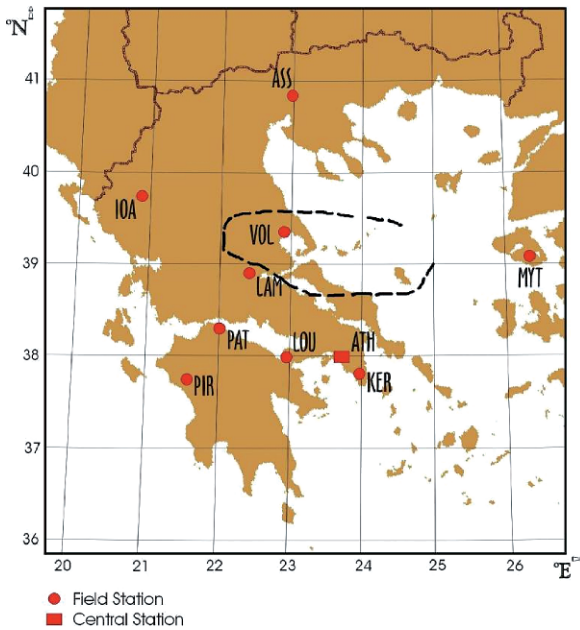 °N
41
40
39
38
37
36
ASS
IOA
VOL
LAM
MYT
PAT
LOU
ATH
PIR
KER
20 21 22 23 24 25 26
°E
Field Station
Central Station